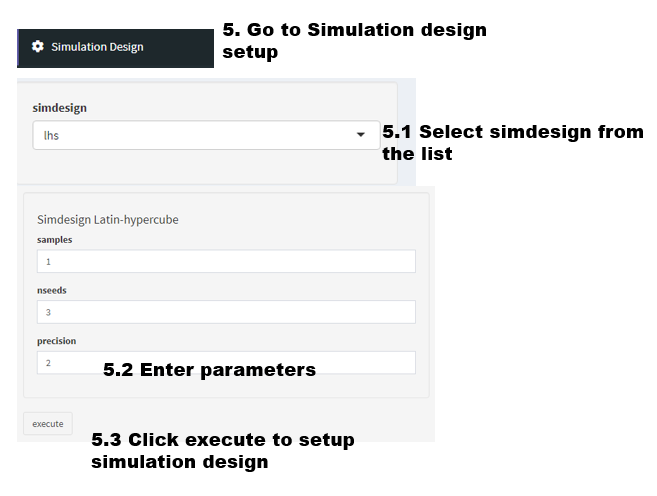 Simulation Design
5. Go to Simulation design
setup
simdesign
lhs
5.1 Select simdesign from
the list
Simdesign Latin-hypercube
samples
1
nseeds
3
precision
2
5.2 Enter parameters
execute
5.3 Click execute to setup
simulation design